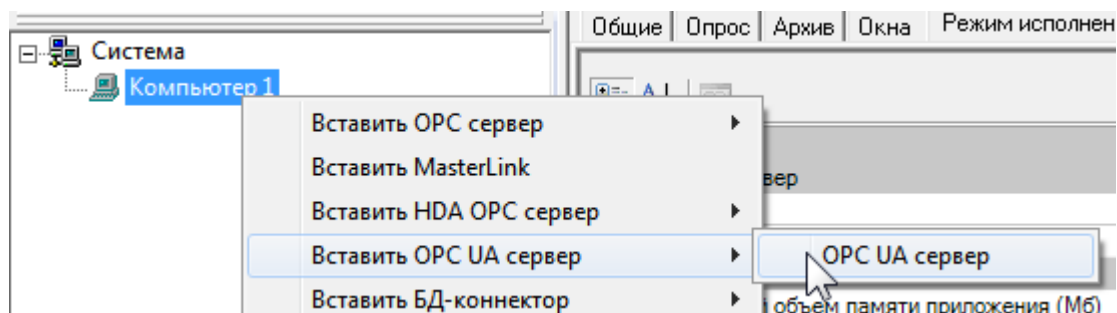 Общие Опрос Архив Окна Режим исполнен
Система
Компьютер 1
Вставить OPC сервер
Вставить MasterLink
вер
Вставить HDA OPC сервер
Вставить OPC UA сервер
OPC UA сервер
Вставить БД-коннектор
объем памяти приложения (Мб)